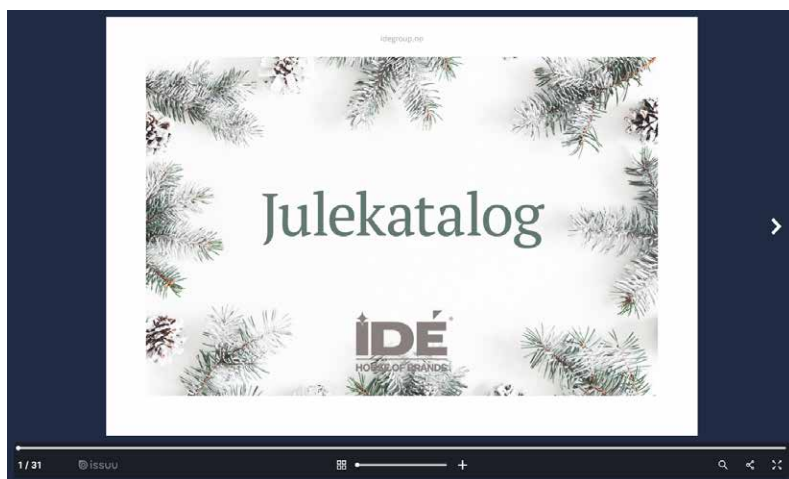 idegroup.no
Julekatalog
IDÉ®
HOUSE OF BRANDS
1 / 31
issuu